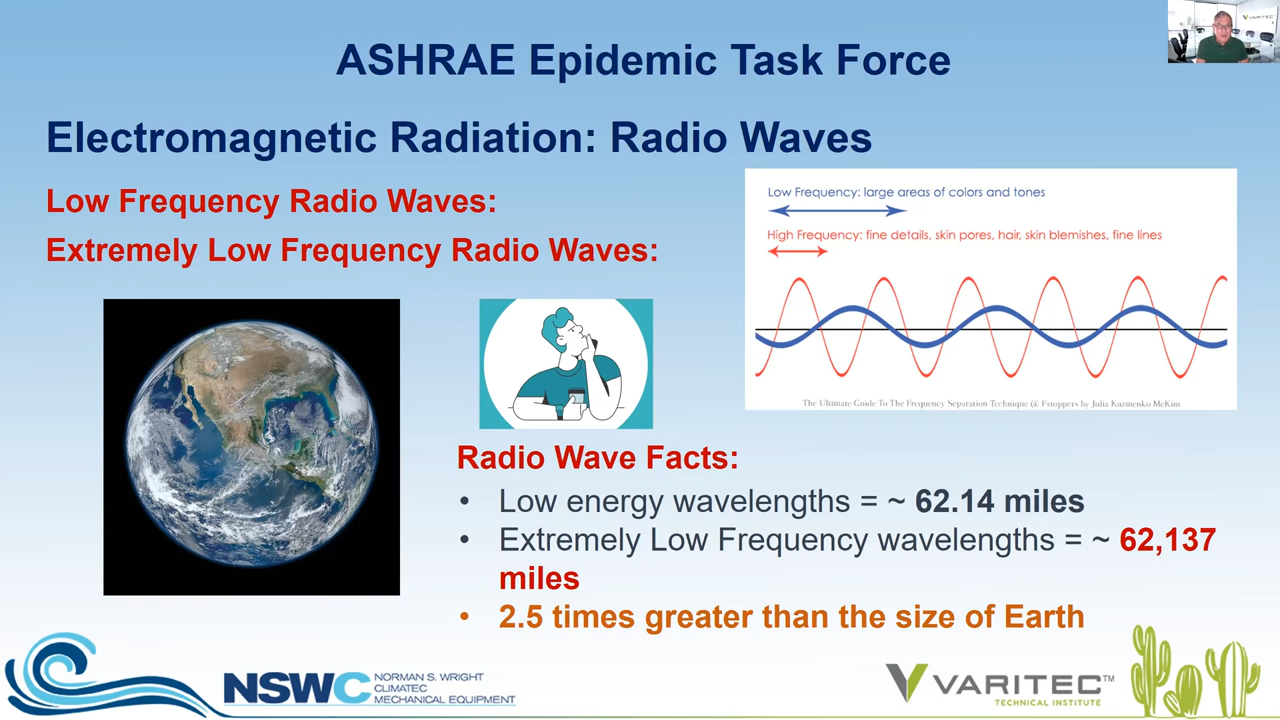 VARITEC
ASHRAE Epidemic Task Force
Electromagnetic Radiation: Radio Waves
Low Frequency Radio Waves:
Extremely Low Frequency Radio Waves:
Low Frequency: large areas of colors and tones
High Frequency: fine details, skin pores, hair, skin blemishes, fine lines
The Ultimate Guide To The Frequency Separation Technique @ Fstoppers by Julia Kuzmenko McKim
Radio Wave Facts:
• Low energy wavelengths = ~ 62.14 miles
• Extremely Low Frequency wavelengths = ~ 62,137
miles
• 2.5 times greater than the size of Earth
NSWC
NORMAN S. WRIGHT
CLIMATEC
MECHANICAL EQUIPMENT
VARITEC™
TECHNICAL INSTITUTE